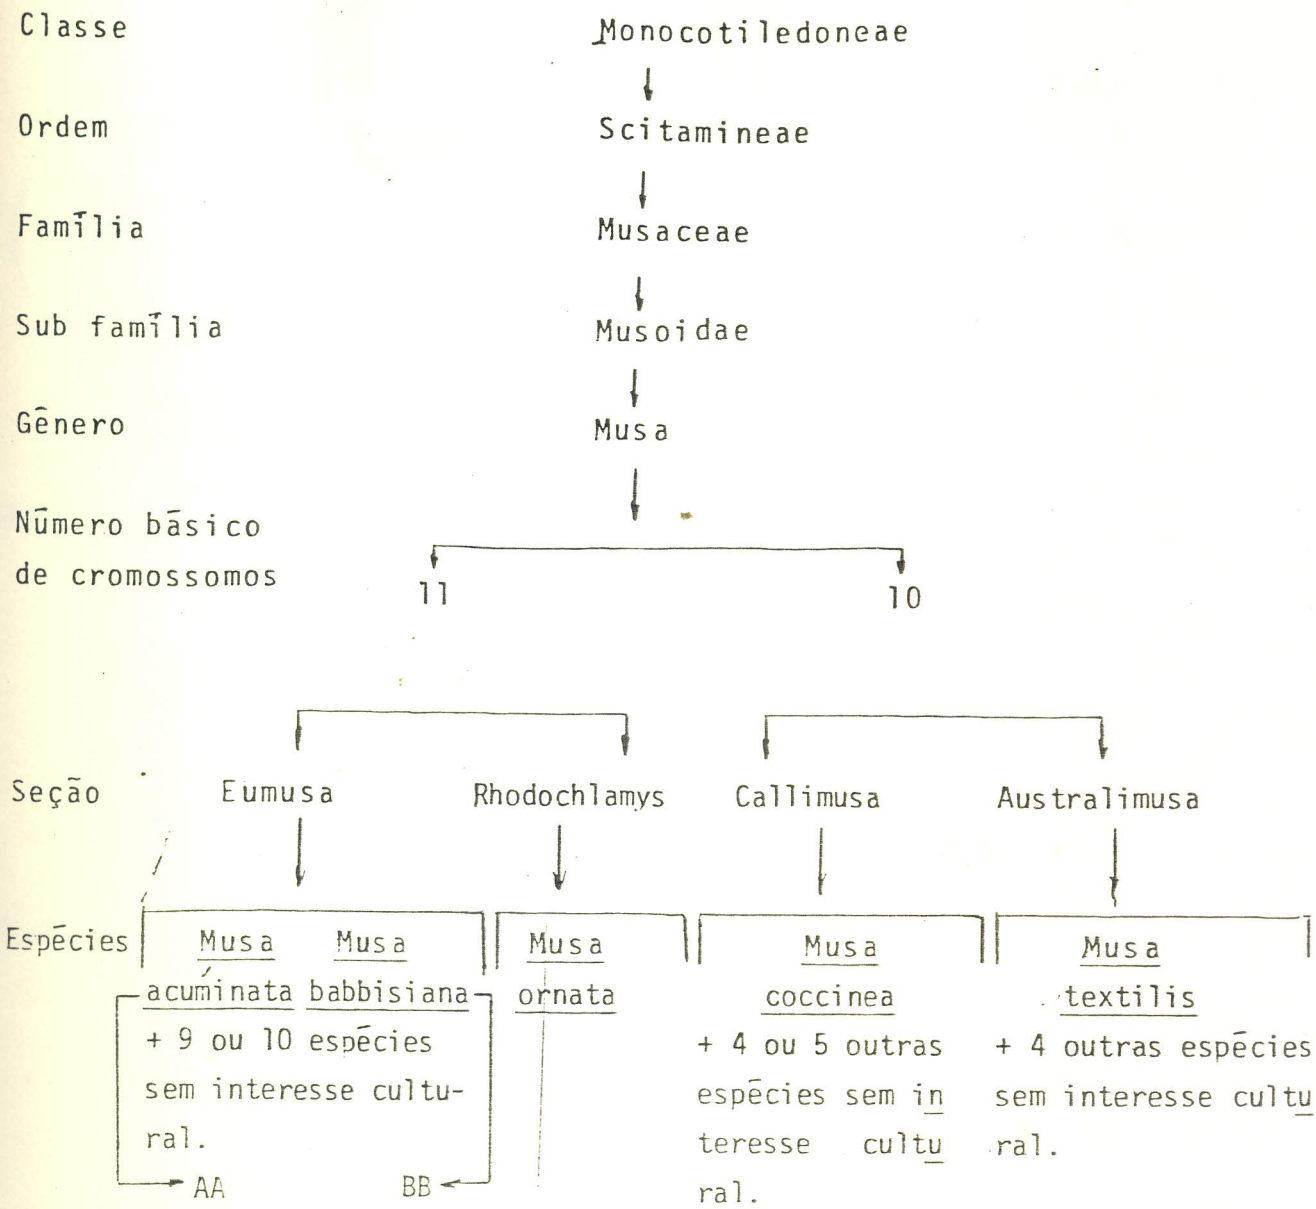 Classe Monocotiledoneae
Ordem Scitamineae
Família Musaceae
Sub família Musoidae
Gênero Musa
Número básico
de cromossomos
11 10
Seção Eumusa Rhodochlamys Callimusa Australimusa
Espécies Musa Musa Musa Musa Musa
acuminata babbisiana ornata coccinea textilis
+ 9 ou 10 espécies
sem interesse cultu-
ral.
AA BB
+ 4 ou 5 outras
espécies sem in
teresse cultu
ral.
+ 4 outras espécies
sem interesse cultu
ral.